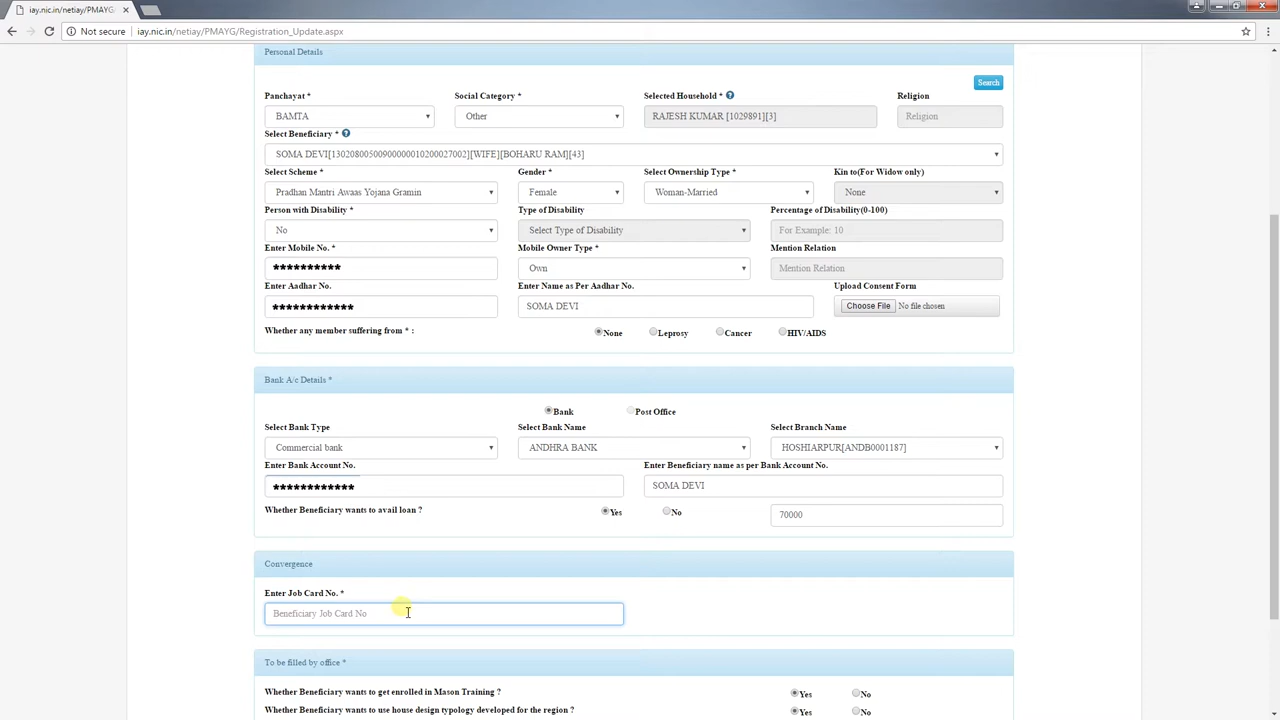 iay.nic.in/netiay/PMAYG/
Not secure iay.nic.in/netiay/PMAYG/Registration_Update.aspx
Personal Details
Search
Panchayat * Social Category * Selected Household * Religion
BAMTA Other RAJESH KUMAR [1029891][3] Religion
Select Beneficiary *
SOMA DEVI[1302080050090000010200027002][WIFE][BOHARU RAM][43]
Select Scheme * Gender * Select Ownership Type * Kin to(For Widow only)
Pradhan Mantri Awaas Yojana Gramin Female Woman-Married None
Person with Disability * Type of Disability Percentage of Disability(0-100)
No Select Type of Disability For Example: 10
Enter Mobile No. * Mobile Owner Type * Mention Relation
********** Own Mention Relation
Enter Aadhar No. Enter Name as Per Aadhar No. Upload Consent Form
************ SOMA DEVI Choose File No file chosen
Whether any member suffering from * : None Leprosy Cancer HIV/AIDS
Bank A/c Details *
Bank Post Office
Select Bank Type Select Bank Name Select Branch Name
Commercial bank ANDHRA BANK HOSHIARPUR[ANDB0001187]
Enter Bank Account No. Enter Beneficiary name as per Bank Account No.
************ SOMA DEVI
Whether Beneficiary wants to avail loan ? Yes No 70000
Convergence
Enter Job Card No. *
Beneficiary Job Card No
To be filled by office *
Whether Beneficiary wants to get enrolled in Mason Training ? Yes No
Whether Beneficiary wants to use house design typology developed for the region ? Yes No